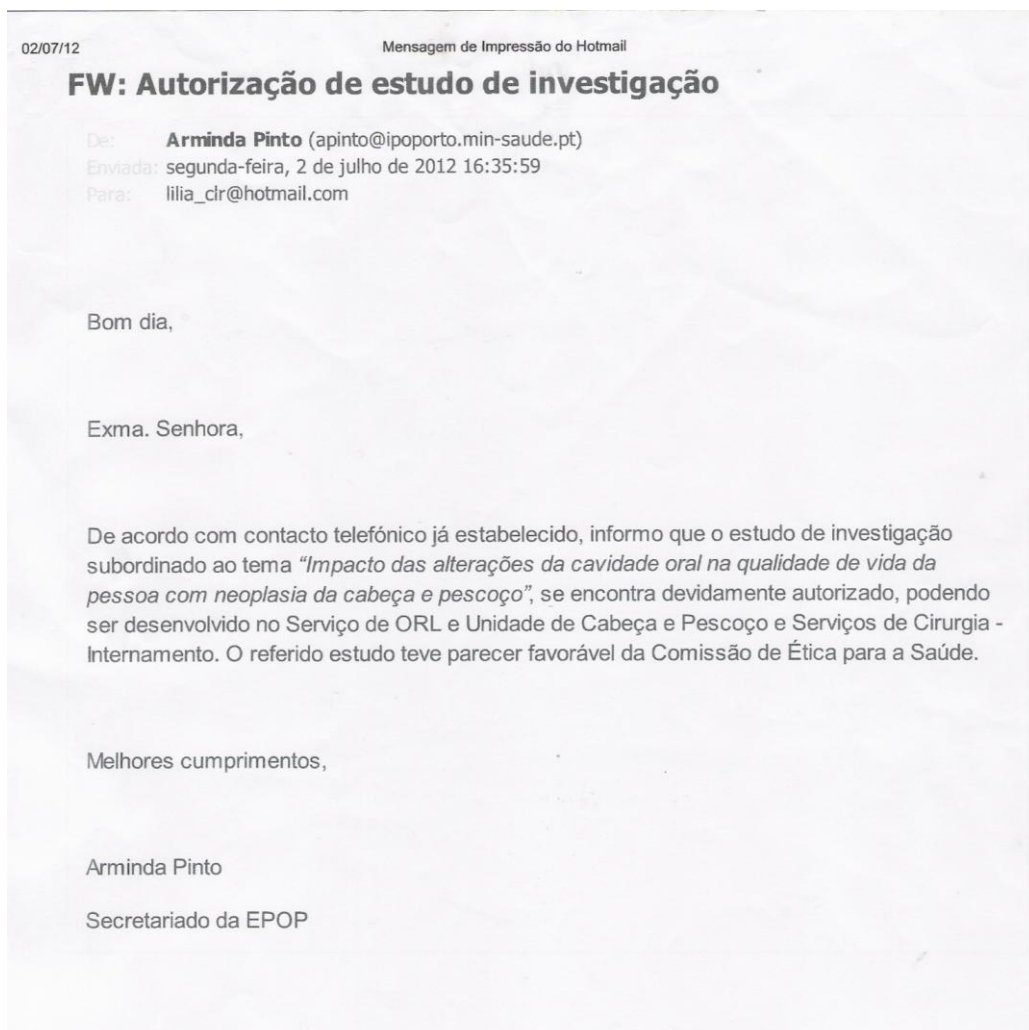 02/07/12 Mensagem de Impressão do Hotmail
FW: Autorização de estudo de investigação
De: Arminda Pinto (apinto@ipoporto.min-saude.pt)
Enviada: segunda-feira, 2 de julho de 2012 16:35:59
Para: lilia_clr@hotmail.com
Bom dia,
Exma. Senhora,
De acordo com contacto telefónico já estabelecido, informo que o estudo de investigação
subordinado ao tema "Impacto das alterações da cavidade oral na qualidade de vida da
pessoa com neoplasia da cabeça e pescoço", se encontra devidamente autorizado, podendo
ser desenvolvido no Serviço de ORL e Unidade de Cabeça e Pescoço e Serviços de Cirurgia -
Internamento. O referido estudo teve parecer favorável da Comissão de Ética para a Saúde.
Melhores cumprimentos,
Arminda Pinto
Secretariado da EPOP